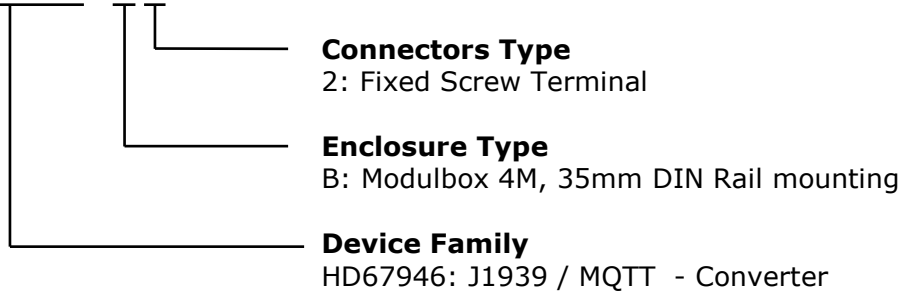 Connectors Type
2: Fixed Screw Terminal
Enclosure Type
B: Modulbox 4M, 35mm DIN Rail mounting
Device Family
HD67946: J1939 / MQTT  - Converter